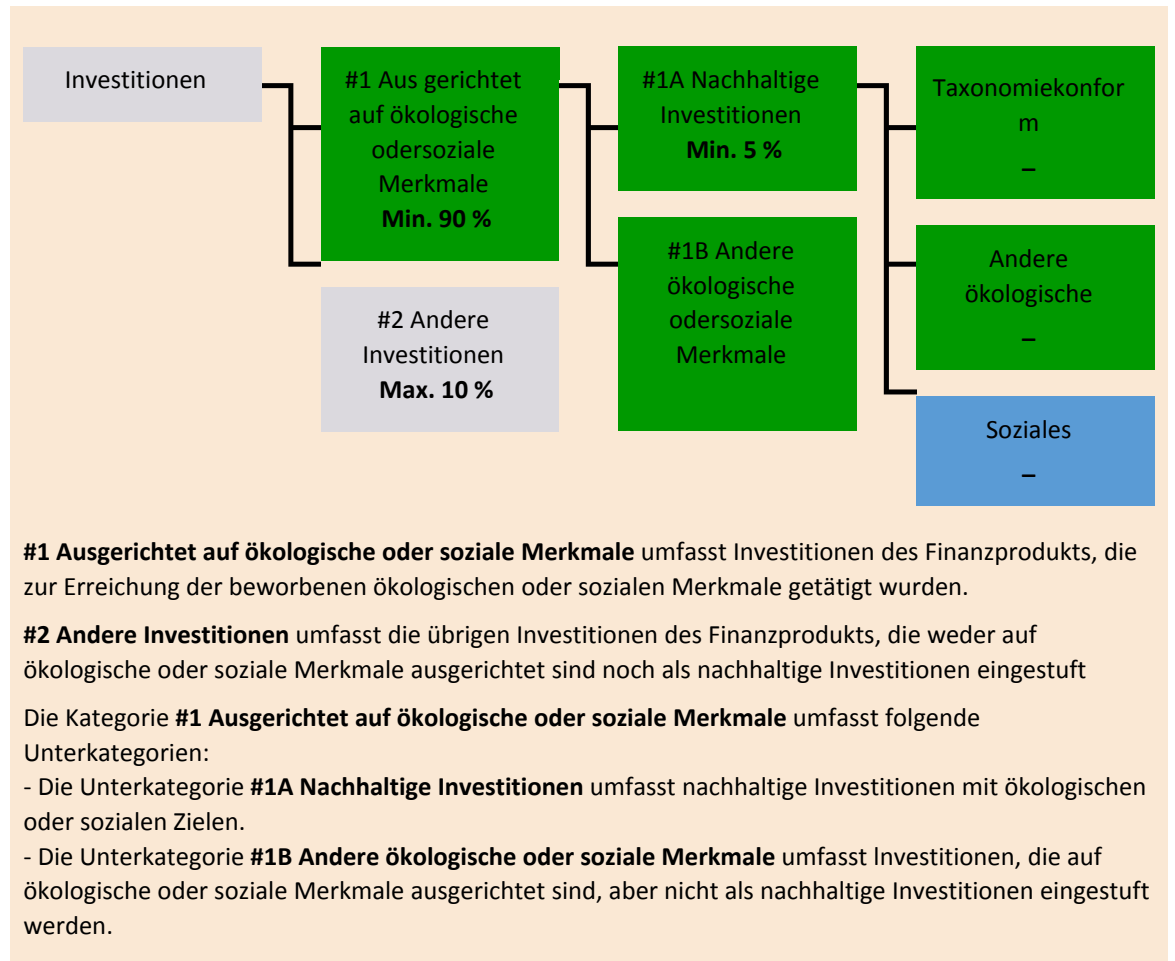 Investitionen
#1 Aus gerichtet
auf ökologische
odersoziale
Merkmale
Min. 90 %
#2 Andere
Investitionen
Max. 10 %
#1A Nachhaltige
Investitionen
Min. 5 %
#1B Andere
ökologische
odersoziale
Merkmale
Taxonomiekonfor
m
–
Andere
ökologische
–
Soziales
–
#1 Ausgerichtet auf ökologische oder soziale Merkmale umfasst Investitionen des Finanzprodukts, die
zur Erreichung der beworbenen ökologischen oder sozialen Merkmale getätigt wurden.
#2 Andere Investitionen umfasst die übrigen Investitionen des Finanzprodukts, die weder auf
ökologische oder soziale Merkmale ausgerichtet sind noch als nachhaltige Investitionen eingestuft
Die Kategorie #1 Ausgerichtet auf ökologische oder soziale Merkmale umfasst folgende
Unterkategorien:
- Die Unterkategorie #1A Nachhaltige Investitionen umfasst nachhaltige Investitionen mit ökologischen
oder sozialen Zielen.
- Die Unterkategorie #1B Andere ökologische oder soziale Merkmale umfasst lnvestitionen, die auf
ökologische oder soziale Merkmale ausgerichtet sind, aber nicht als nachhaltige Investitionen eingestuft
werden.